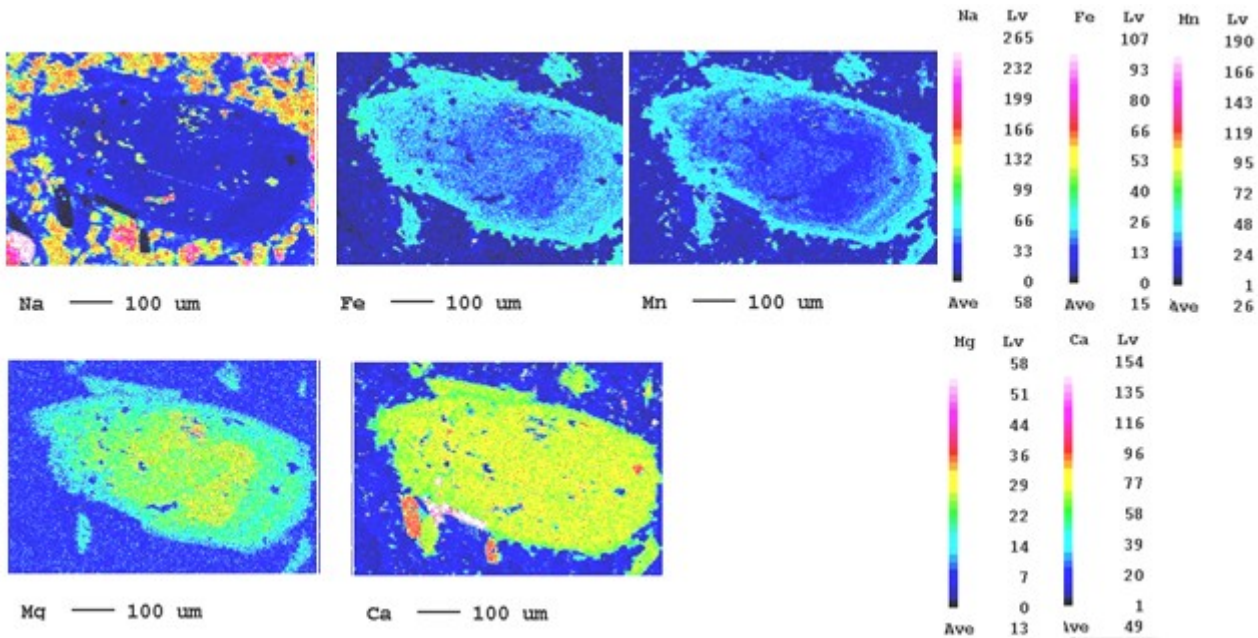 Na Lv Fe Lv Mn Lv
265 107 190
232 93 166
199 80 143
166 66 119
132 53 95
99 40 72
66 26 48
33 13 24
0 0 1
Ave 58 Ave 15 Ave 26
Na 100 um Fe 100 um Mn 100 um
Mg Lv Ca Lv
58 154
51 135
44 116
36 96
29 77
22 58
14 39
7 20
0 1
Ave 13 Ave 49
Mg 100 um Ca 100 um